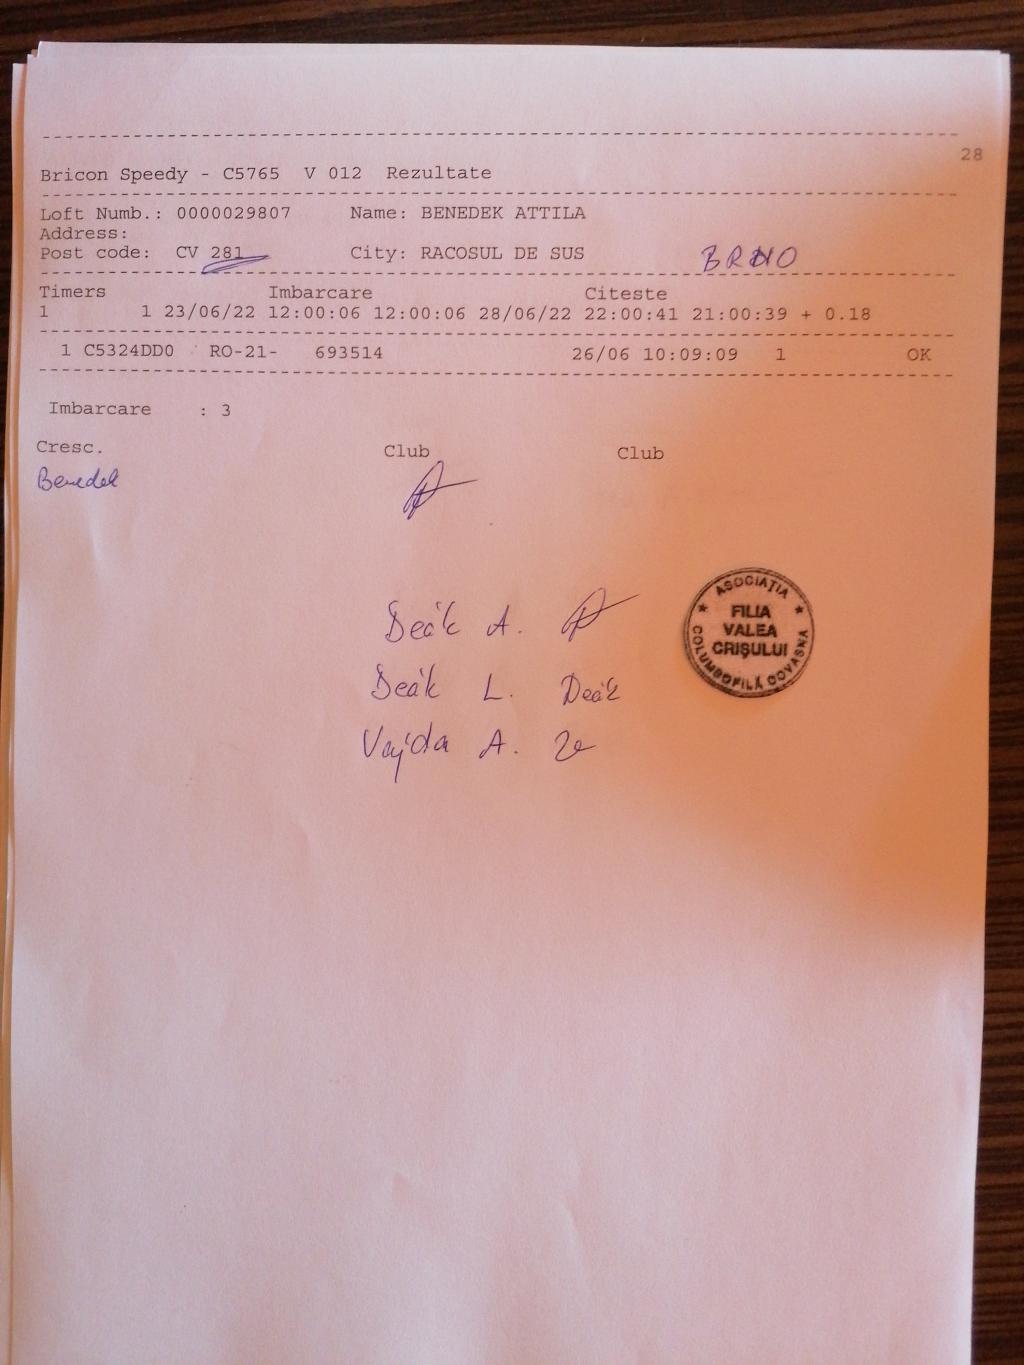 28
Bricon Speedy - C5765 V 012 Rezultate
Loft Numb.: 0000029807 Name: BENEDEK ATTILA
Address:
Post code: CV 281 City: RACOSUL DE SUS BRNO
Timers Imbarcare Citeste
1 1 23/06/22 12:00:06 12:00:06 28/06/22 22:00:41 21:00:39 + 0.18
1 C5324DD0 RO-21- 693514 26/06 10:09:09 1 OK
Imbarcare : 3
Cresc. Club Club
Benedek
Deák A.
Deák L. Deák
Vajda A.
ASOCIAȚIA
FILIA
VALEA
CRIȘULUI
COLUMBOFILĂ COVASNA